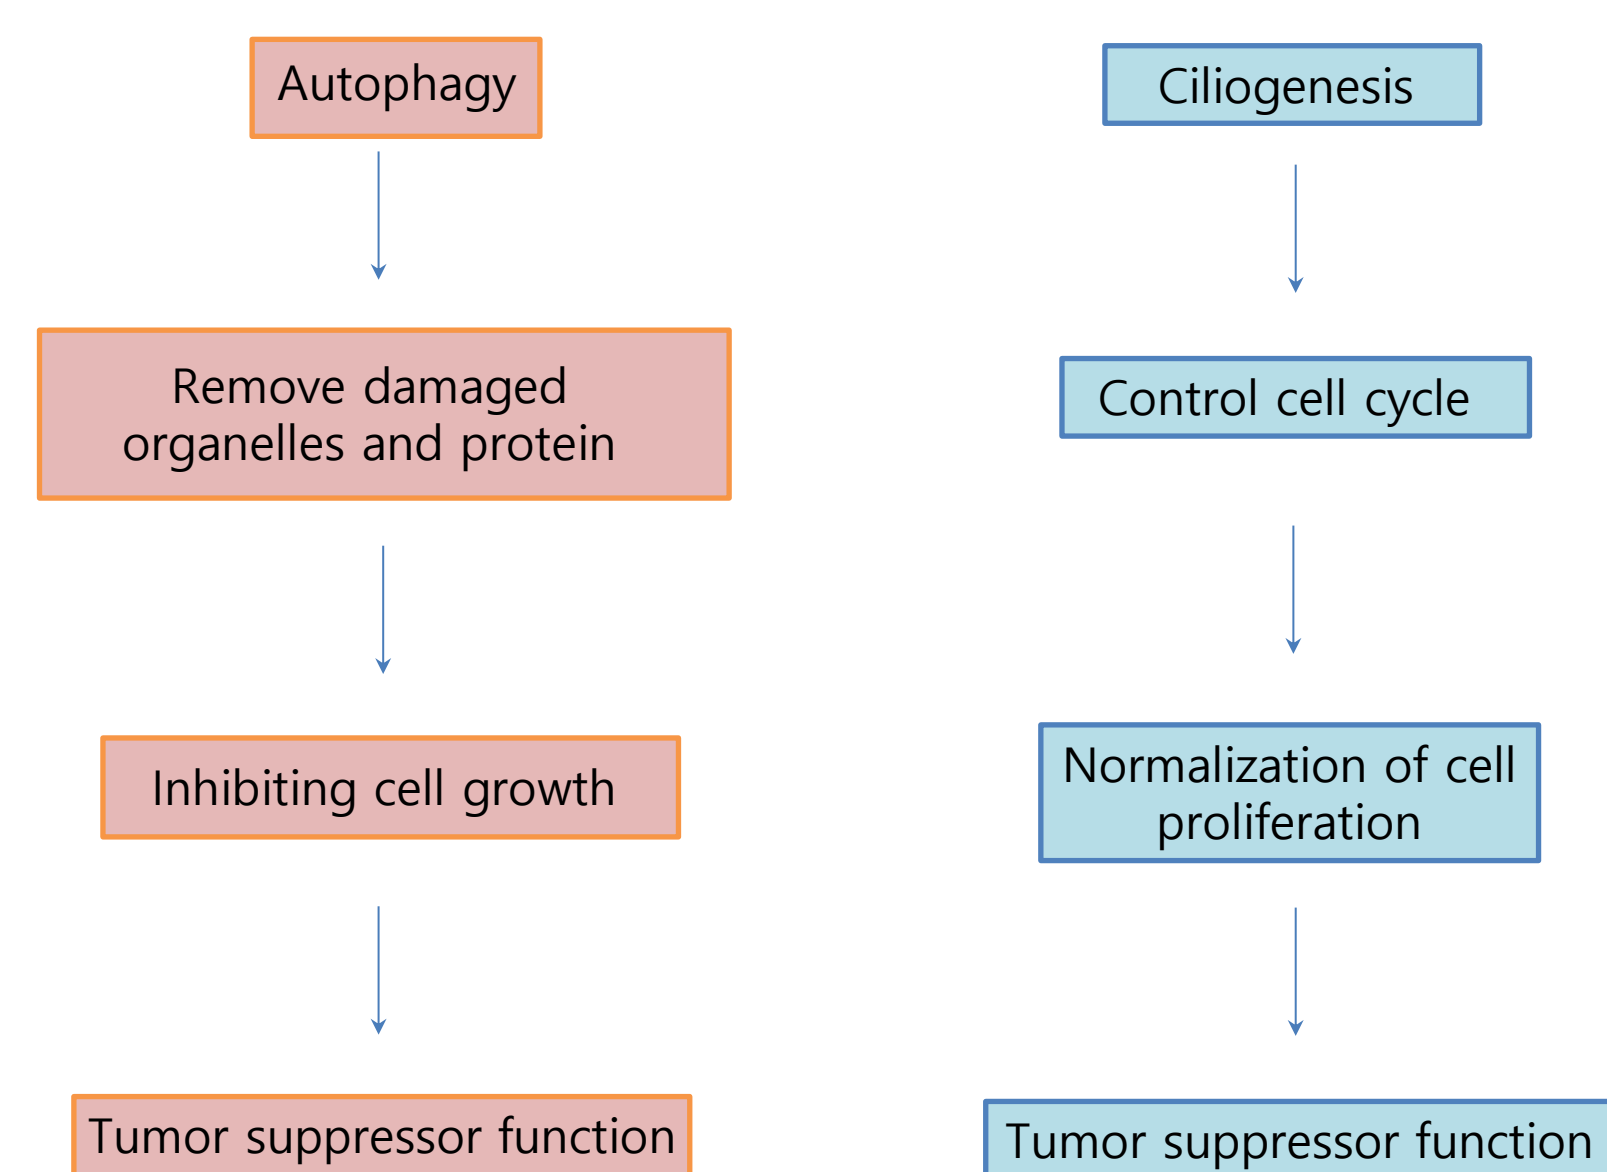 Autophagy
Remove damaged
organelles and protein
Inhibiting cell growth
Tumor suppressor function
Ciliogenesis
Control cell cycle
Normalization of cell
proliferation
Tumor suppressor function